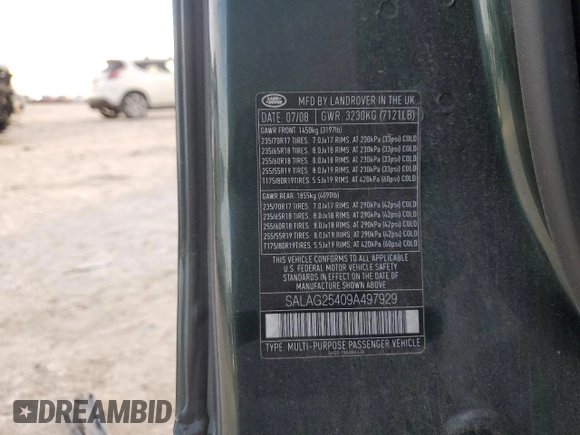 LAND ROVER
MFD BY LANDROVER IN THE UK
DATE 07/08 GWR. 3230KG (7121LB)
GAWR FRONT. 1450kg (3197lb)
235/70R17 TIRES. 7.0Jx17 RIMS. AT 230kPa (33psi) COLD
235/65R18 TIRES. 8.0Jx18 RIMS. AT 230kPa (33psi) COLD
255/60R18 TIRES. 8.0Jx18 RIMS. AT 230kPa (33psi) COLD
255/55R19 TIRES. 8.0Jx19 RIMS. AT 230kPa (33psi) COLD
T175/80R19TIRES. 5.5Jx19 RIMS. AT 420kPa (60psi) COLD
GAWR REAR. 1855kg (4091lb)
235/70R17 TIRES. 7.0Jx17 RIMS. AT 290kPa (42psi) COLD
235/65R18 TIRES. 8.0Jx18 RIMS. AT 290kPa (42psi) COLD
255/60R18 TIRES. 8.0Jx18 RIMS. AT 290kPa (42psi) COLD
255/55R19 TIRES. 8.0Jx19 RIMS. AT 290kPa (42psi) COLD
T175/80R19TIRES. 5.5Jx19 RIMS. AT 420kPa (60psi) COLD
THIS VEHICLE CONFORMS TO ALL APPLICABLE
U.S. FEDERAL MOTOR VEHICLE SAFETY
STANDARDS IN EFFECT ON THE DATE OF
MANUFACTURE SHOWN ABOVE
SALAG25409A497929
TYPE MULTI-PURPOSE PASSENGER VEHICLE
DREAMBID